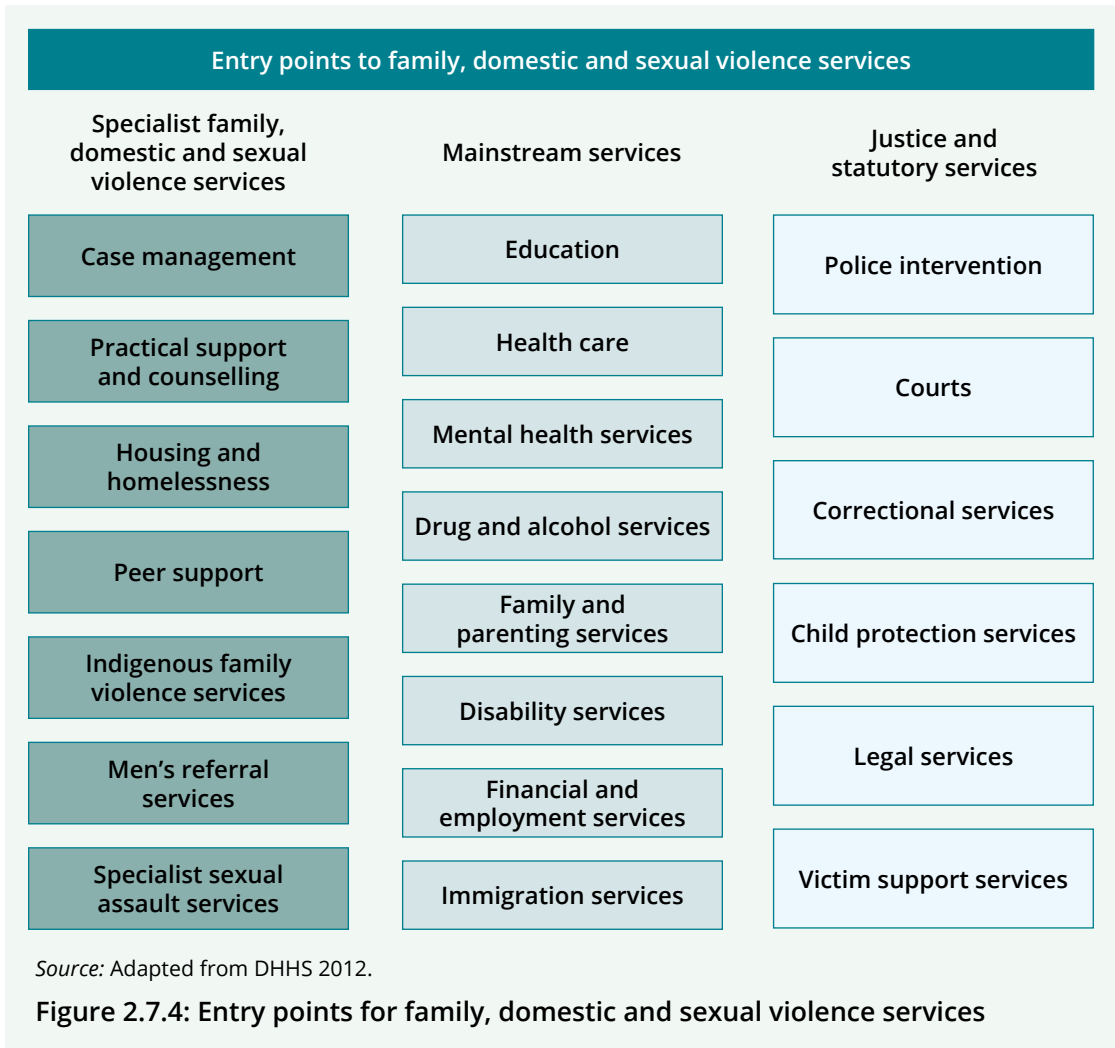 Entry points to family, domestic and sexual violence services
Specialist family,
domestic and sexual
violence services
Case management
Practical support
and counselling
Housing and
homelessness
Peer support
Indigenous family
violence services
Men’s referral
services
Specialist sexual
assault services
Mainstream services
Education
Health care
Mental health services
Drug and alcohol services
Family and
parenting services
Disability services
Financial and
employment services
Immigration services
Justice and
statutory services
Police intervention
Courts
Correctional services
Child protection services
Legal services
Victim support services
Source: Adapted from DHHS 2012.
Figure 2.7.4: Entry points for family, domestic and sexual violence services